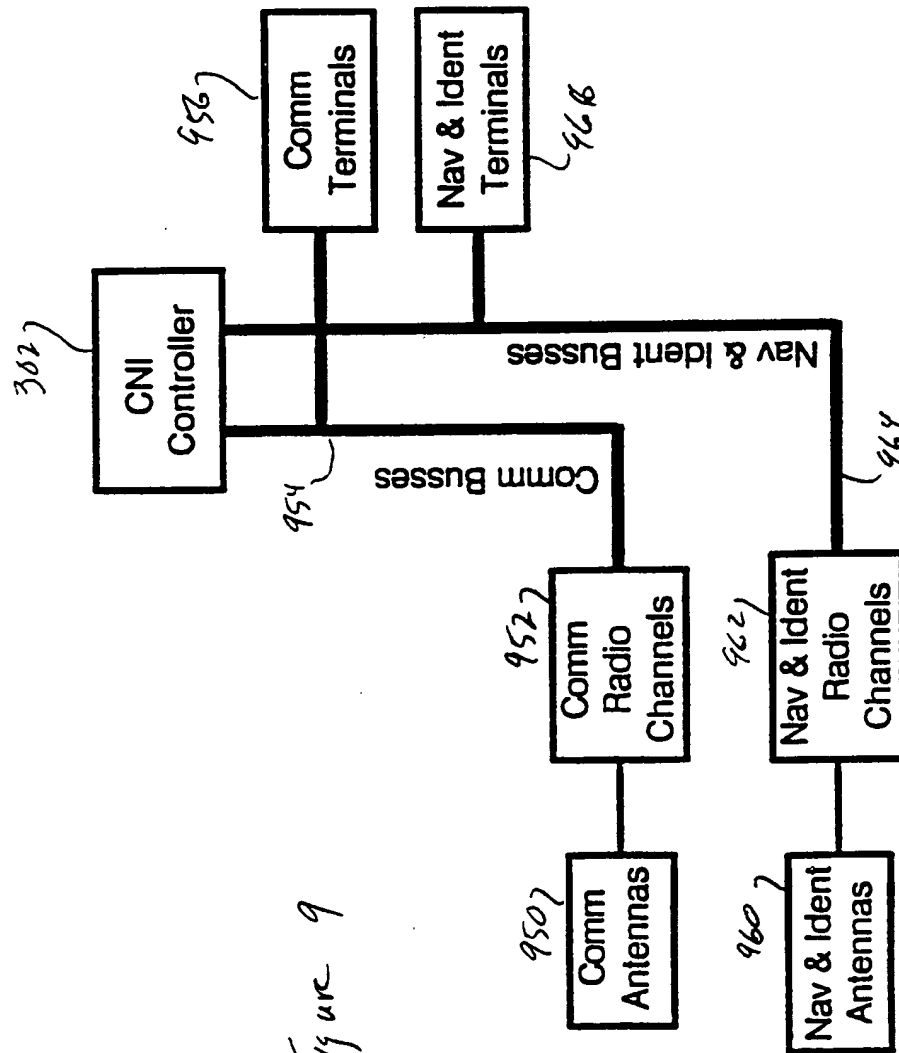 302
CNI
Controller
956
Comm
Terminals
Nav & Ident
Terminals
954
Comm Busses
Nav & Ident Busses
964
952
Comm
Radio
Channels
962
Nav & Ident
Radio
Channels
950
Comm
Antennas
960
Nav & Ident
Antennas
Figure 9